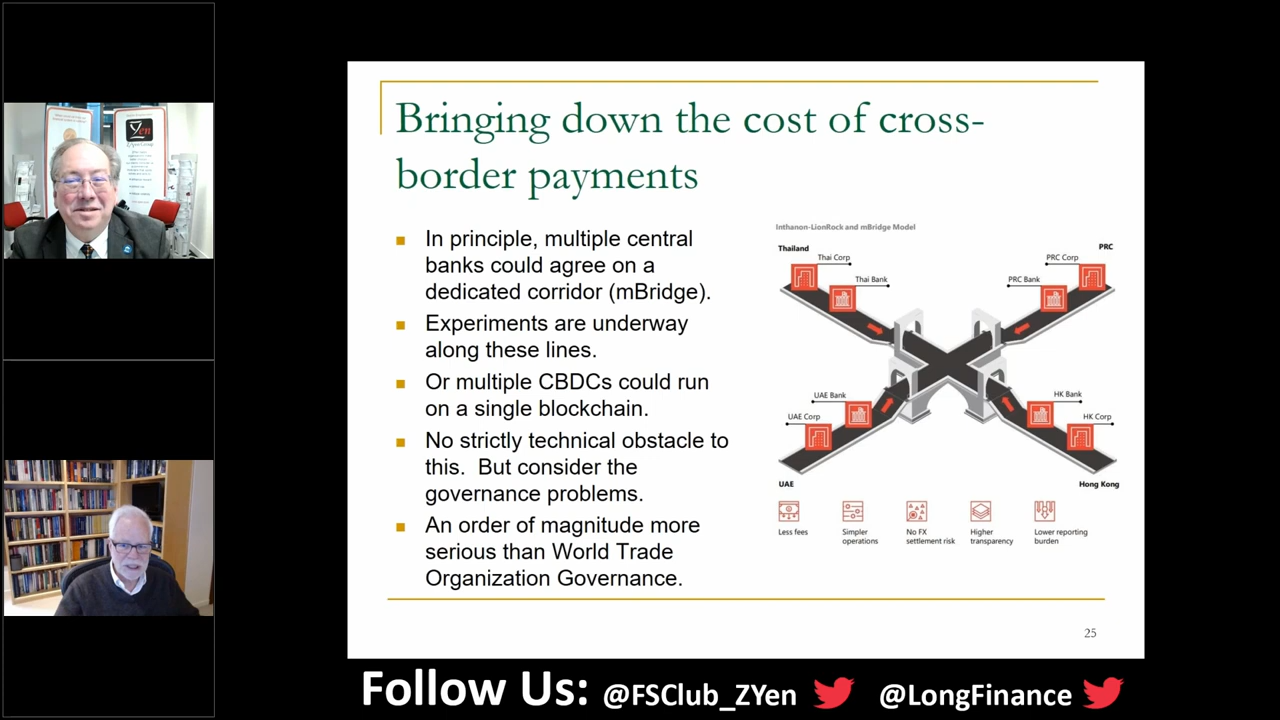 Zen
Bringing down the cost of cross-
border payments
In principle, multiple central
banks could agree on a
dedicated corridor (mBridge).
Experiments are underway
along these lines.
Or multiple CBDCs could run
on a single blockchain.
No strictly technical obstacle to
this. But consider the
governance problems.
An order of magnitude more
serious than World Trade
Organization Governance.
Inthanon-LionRock and mBridge Model
Thailand
PRC
Thai Corp
PRC Corp
Thai Bank
PRC Bank
UAE Bank
HK Bank
UAE Corp
HK Corp
UAE
Hong Kong
Less fees
Simpler
operations
No FX
settlement risk
Higher
transparency
Lower reporting
burden
25
Follow Us: @FSClub_ZYen @LongFinance